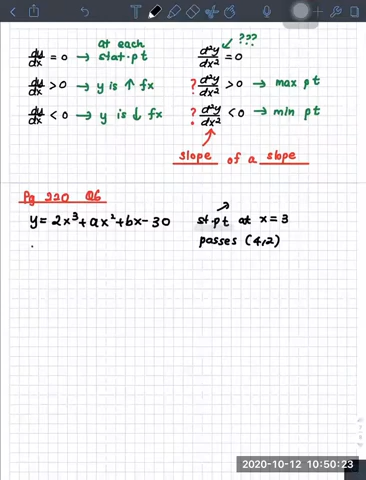 dy/dx = 0 → at each stat.pt
dy/dx > 0 → y is ↑ fx
dy/dx < 0 → y is ↓ fx
???
d²y/dx² = 0
? d²y/dx² > 0 → max pt
? d²y/dx² < 0 → min pt
slope of a slope
Pg 220 Q6
y = 2x³ + ax² + bx - 30
st.pt at x = 3
passes (4,2)
2020-10-12 10:50:23